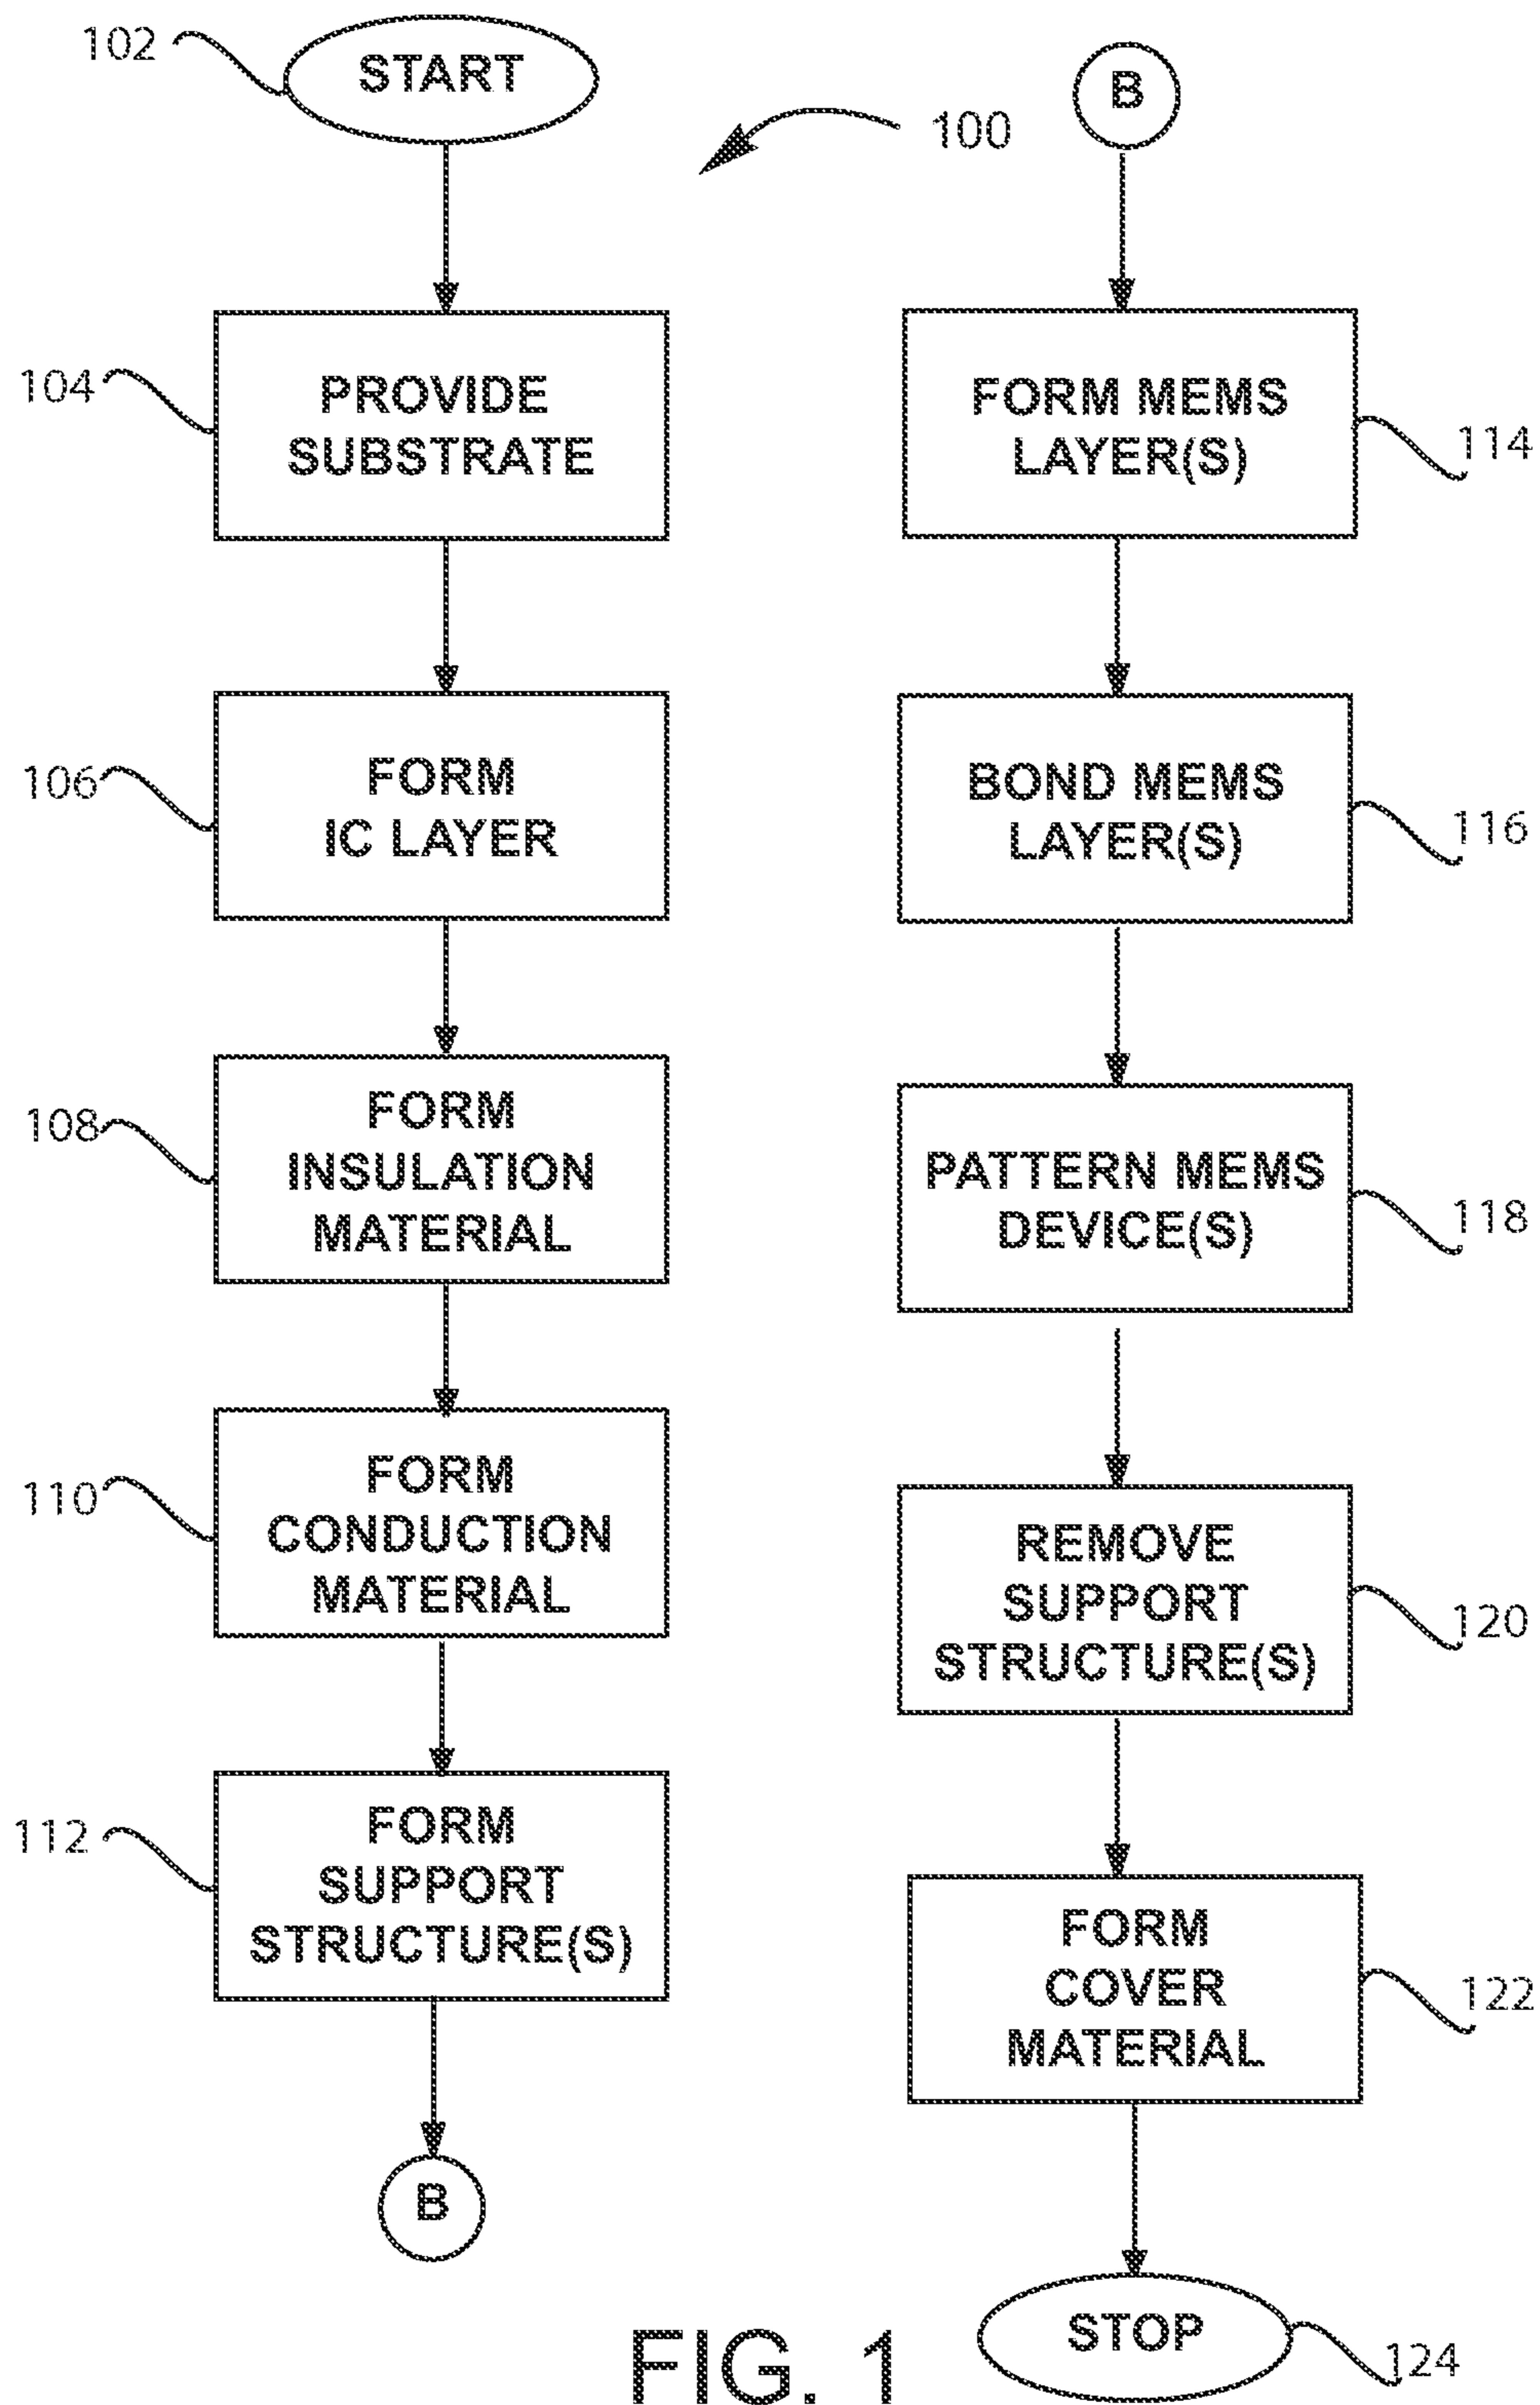 102
START
100
104
PROVIDE
SUBSTRATE
106
FORM
IC LAYER
108
FORM
INSULATION
MATERIAL
110
FORM
CONDUCTION
MATERIAL
112
FORM
SUPPORT
STRUCTURE(S)
B
B
FORM MEMS
LAYER(S)
114
BOND MEMS
LAYER(S)
116
PATTERN MEMS
DEVICE(S)
118
REMOVE
SUPPORT
STRUCTURE(S)
120
FORM
COVER
MATERIAL
122
STOP
124
FIG. 1